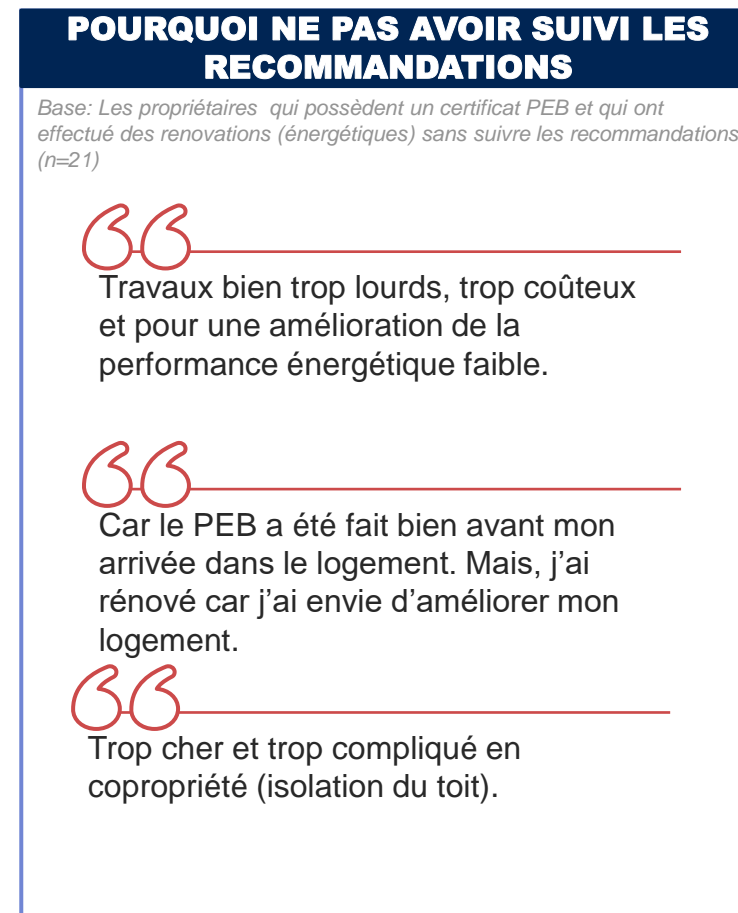 POURQUOI NE PAS AVOIR SUIVI LES
RECOMMANDATIONS
Base: Les propriétaires qui possèdent un certificat PEB et qui ont
effectué des renovations (énergétiques) sans suivre les recommandations
(n=21)
Travaux bien trop lourds, trop coûteux
et pour une amélioration de la
performance énergétique faible.
Car le PEB a été fait bien avant mon
arrivée dans le logement. Mais, j’ai
rénové car j’ai envie d’améliorer mon
logement.
Trop cher et trop compliqué en
copropriété (isolation du toit).